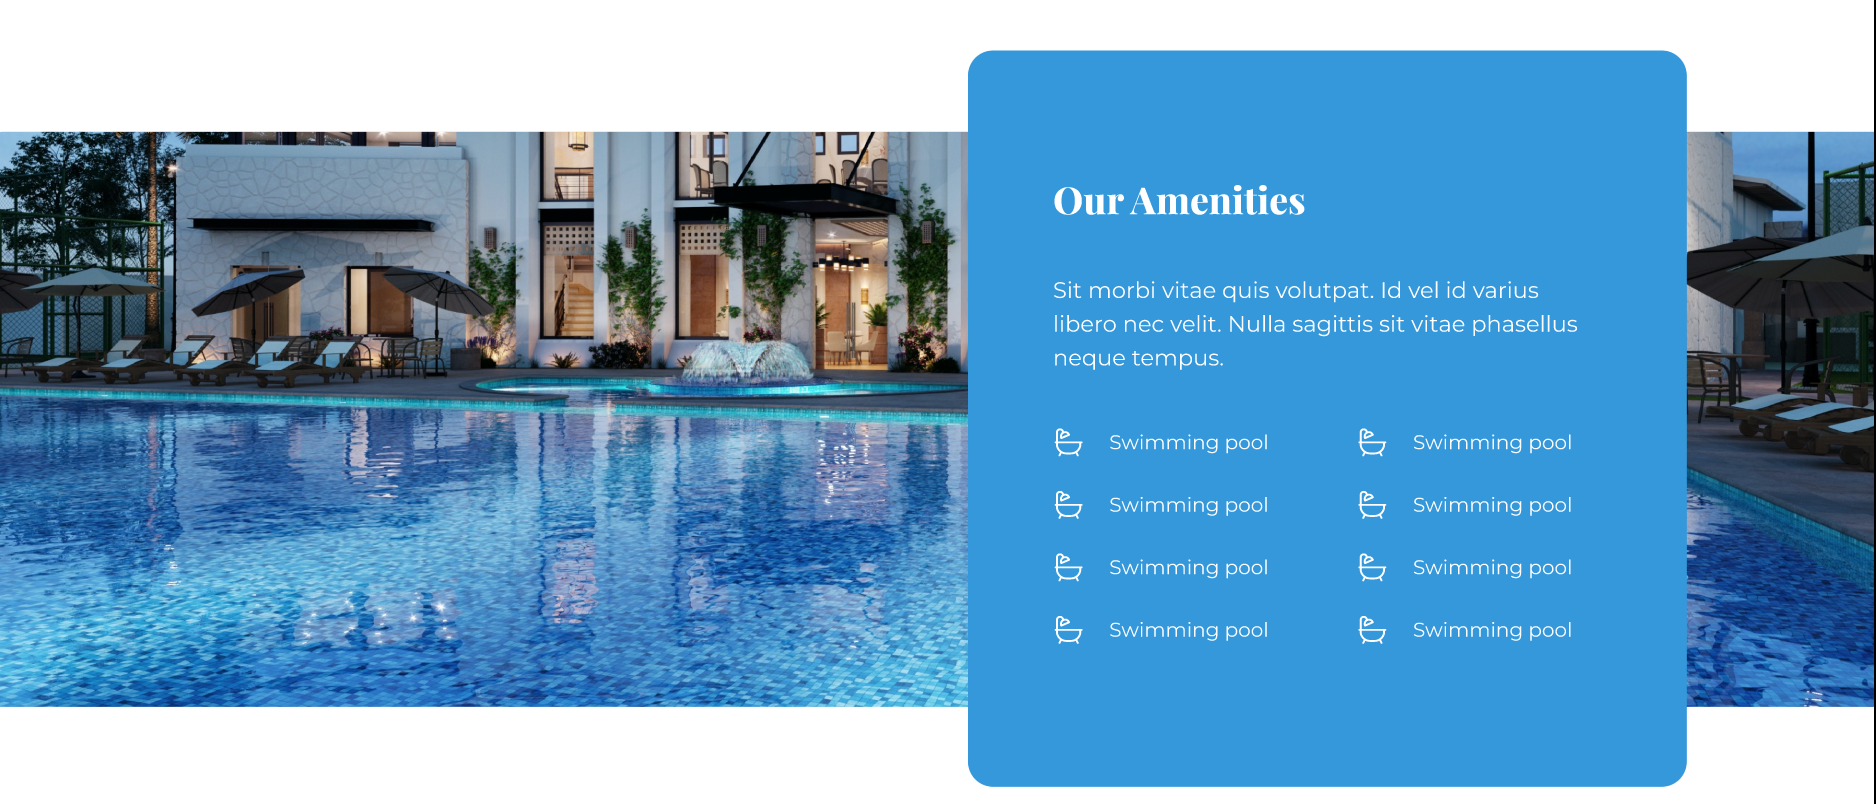 Our Amenities
Sit morbi vitae quis volutpat. Id vel id varius
libero nec velit. Nulla sagittis sit vitae phasellus
neque tempus.
Swimming pool Swimming pool
Swimming pool Swimming pool
Swimming pool Swimming pool
Swimming pool Swimming pool